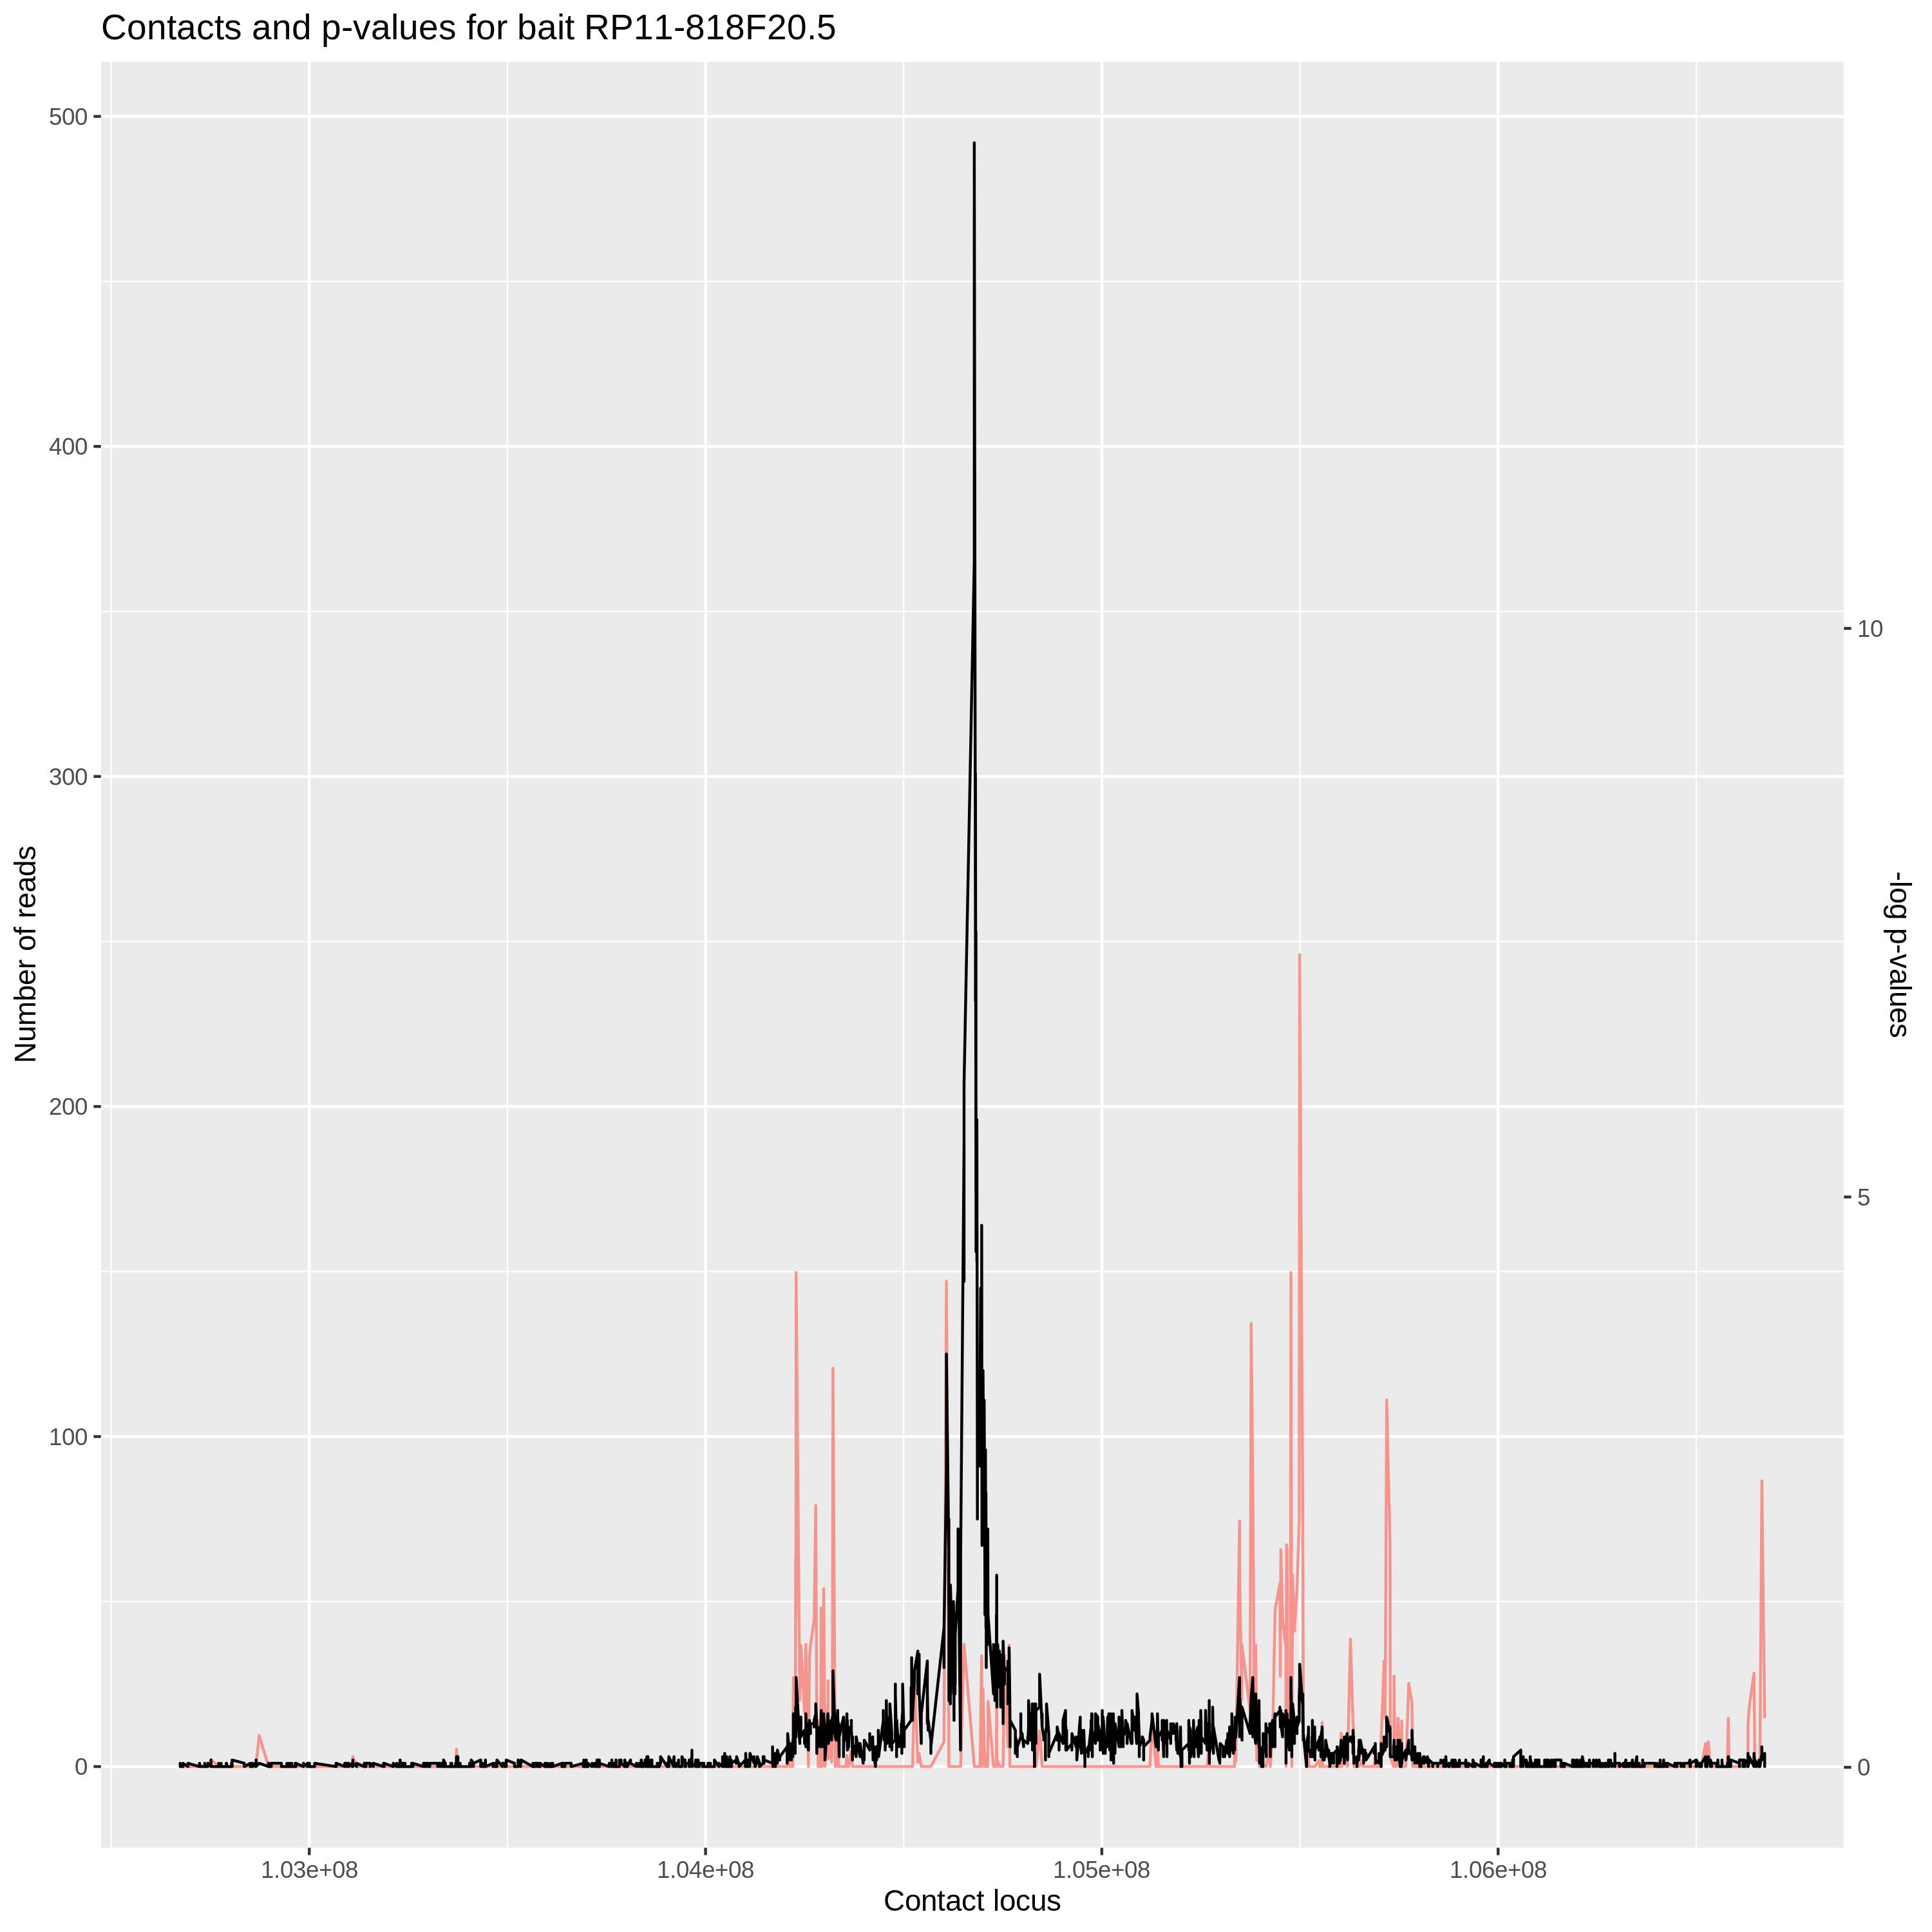 Contacts and p-values for bait RP11-818F20.5
500
400
300
200
100
0
Number of reads
10
5
0
-log p-values
1.03e+08
1.04e+08
1.05e+08
1.06e+08
Contact locus